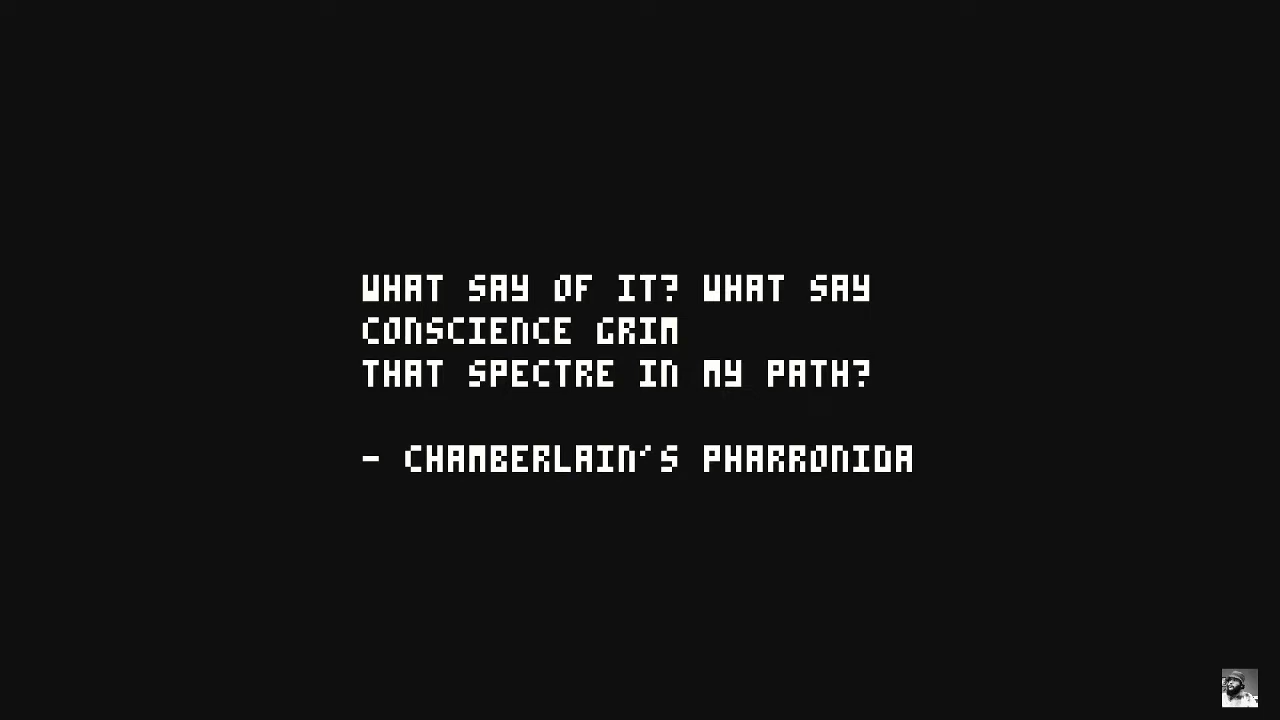 WHAT SAY OF IT? WHAT SAY
CONSCIENCE GRIM
THAT SPECTRE IN MY PATH?
- CHAMBERLAIN'S PHARRONIDA